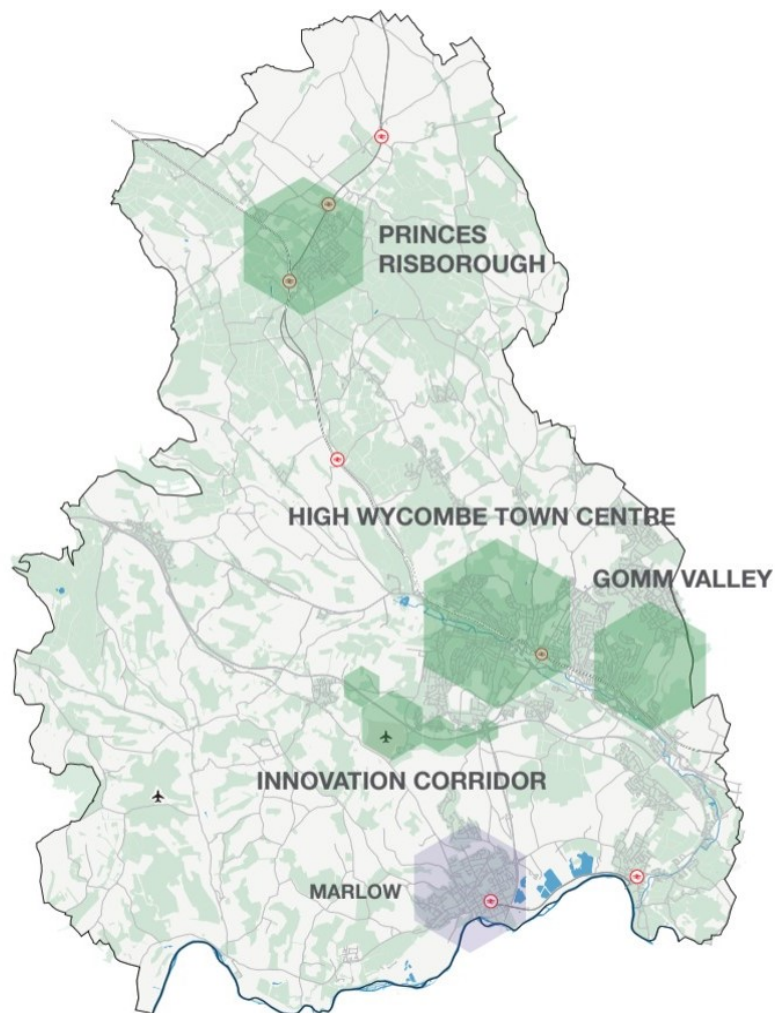 PRINCES
RISBOROUGH
HIGH WYCOMBE TOWN CENTRE
GOMM VALLEY
INNOVATION CORRIDOR
MARLOW